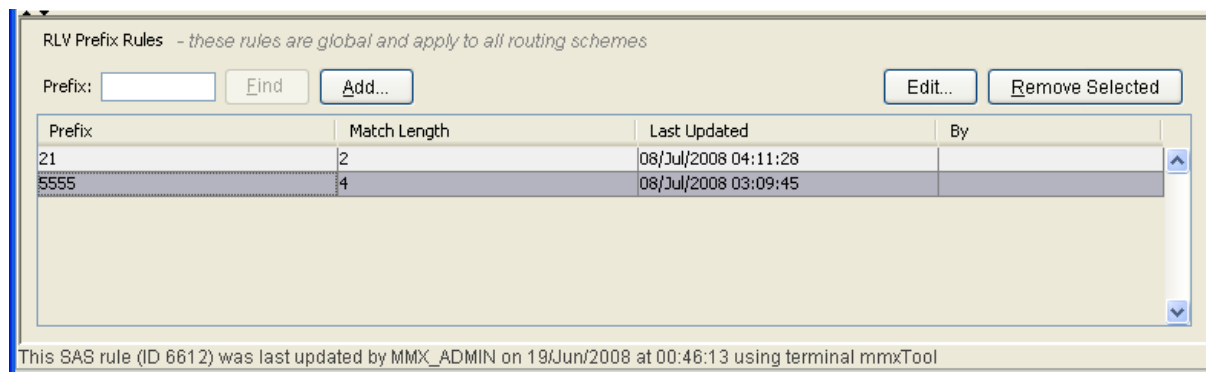 RLV Prefix Rules - these rules are global and apply to all routing schemes
Prefix: Find Add... Edit... Remove Selected
Prefix Match Length Last Updated By
21 2 08/Jul/2008 04:11:28
5555 4 08/Jul/2008 03:09:45
This SAS rule (ID 6612) was last updated by MMX_ADMIN on 19/Jun/2008 at 00:46:13 using terminal mmxTool